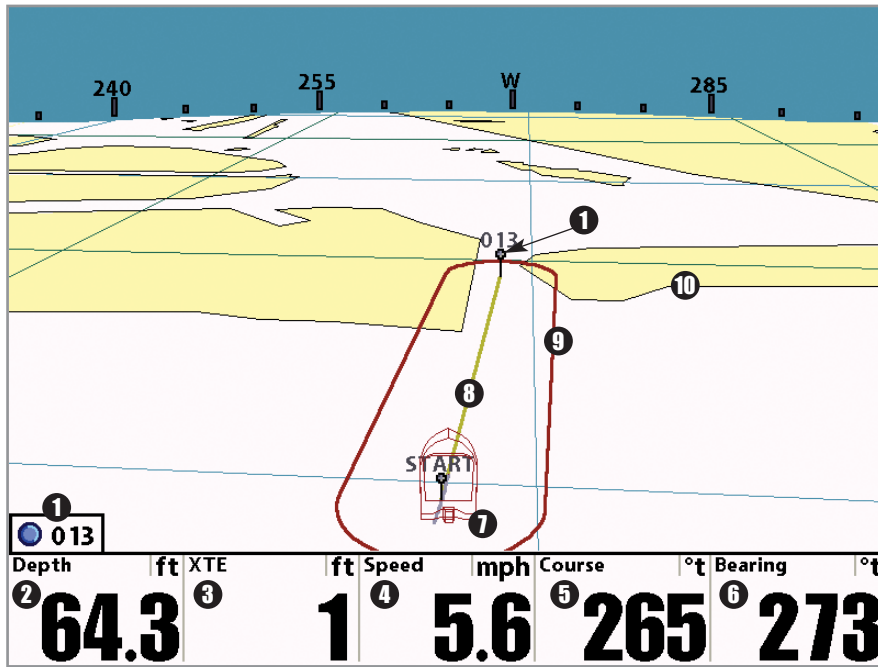 240
255
W
285
1
013
10
9
8
START
7
1
013
Depth ft XTE ft Speed mph Course °t Bearing °t
2 64.3 3 1 4 5.6 5 265 6 273